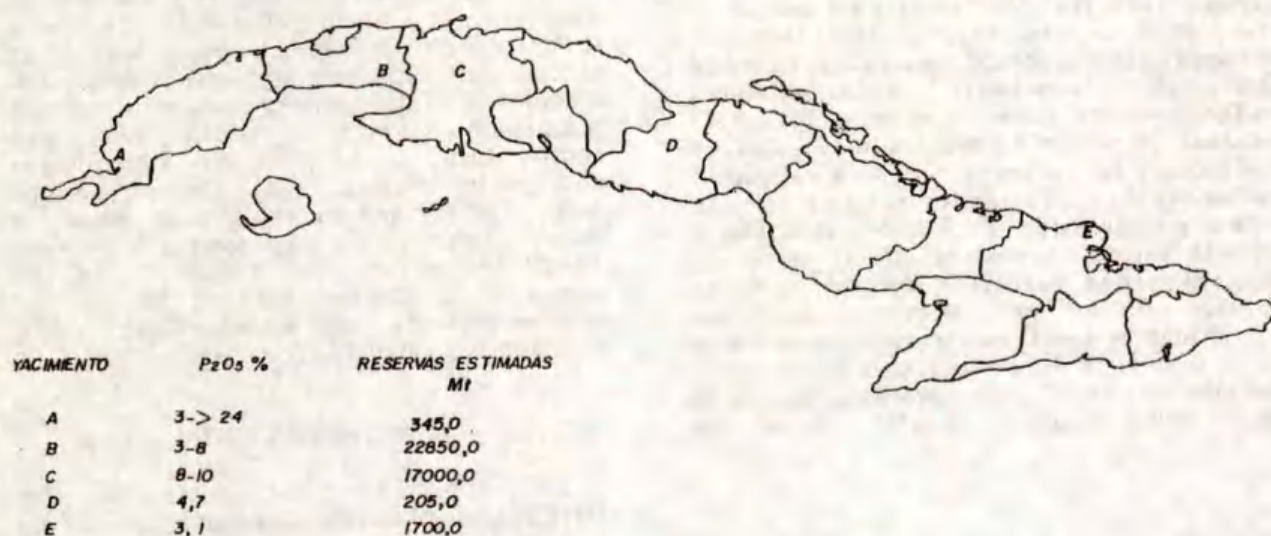 A
B
C
D
E
YACIMIENTO P2O5 % RESERVAS ESTIMADAS
Mt
A 3-> 24 345,0
B 3-8 22850,0
C 8-10 17000,0
D 4,7 205,0
E 3,1 1700,0